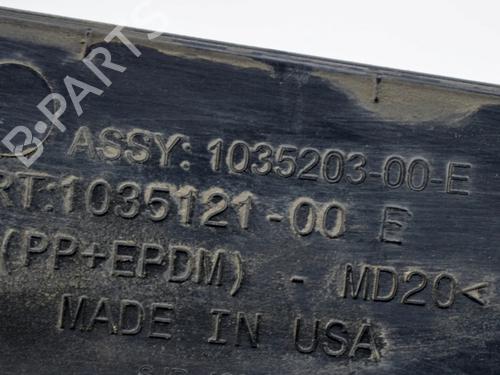 B-PARTS
ASSY: 1035203-00-E
RT:1035121-00 E
(PP+EPDM) - MD20<
MADE IN USA